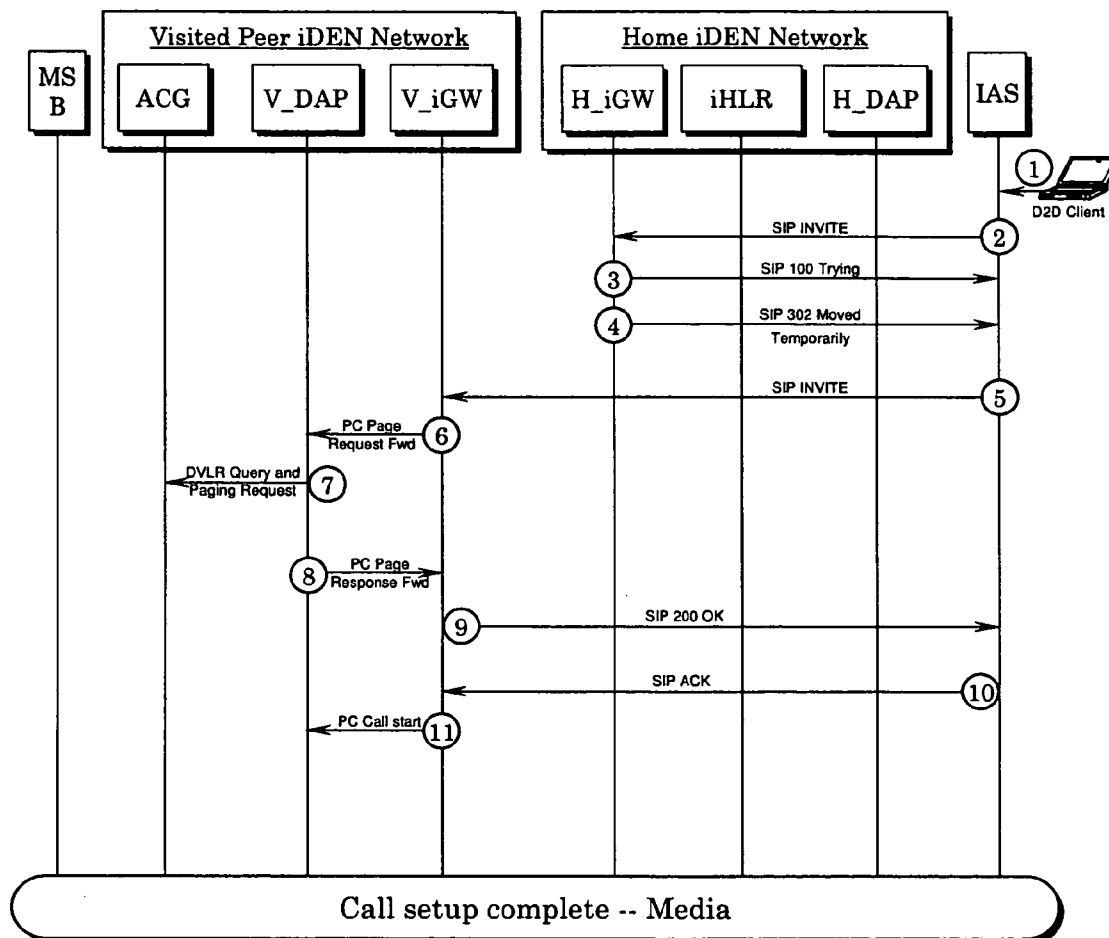 Visited Peer iDEN Network
Home iDEN Network
MS
B
ACG
V_DAP
V_iGW
H_iGW
iHLR
H_DAP
IAS
1
D2D Client
SIP INVITE
2
3
SIP 100 Trying
4
SIP 302 Moved
Temporarily
SIP INVITE
5
PC Page
Request Fwd
6
DVLR Query and
Paging Request
7
8
PC Page
Response Fwd
9
SIP 200 OK
SIP ACK
10
PC Call start
11
Call setup complete -- Media